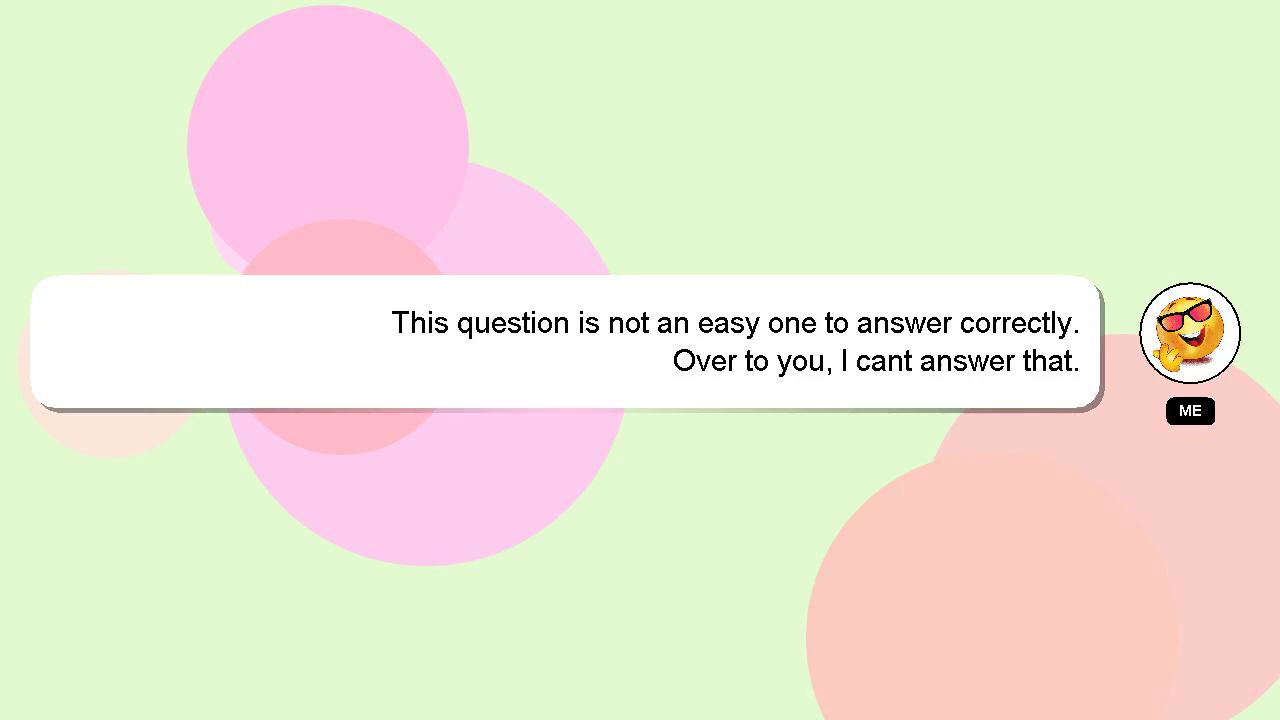 This question is not an easy one to answer correctly.
Over to you, I cant answer that.
ME